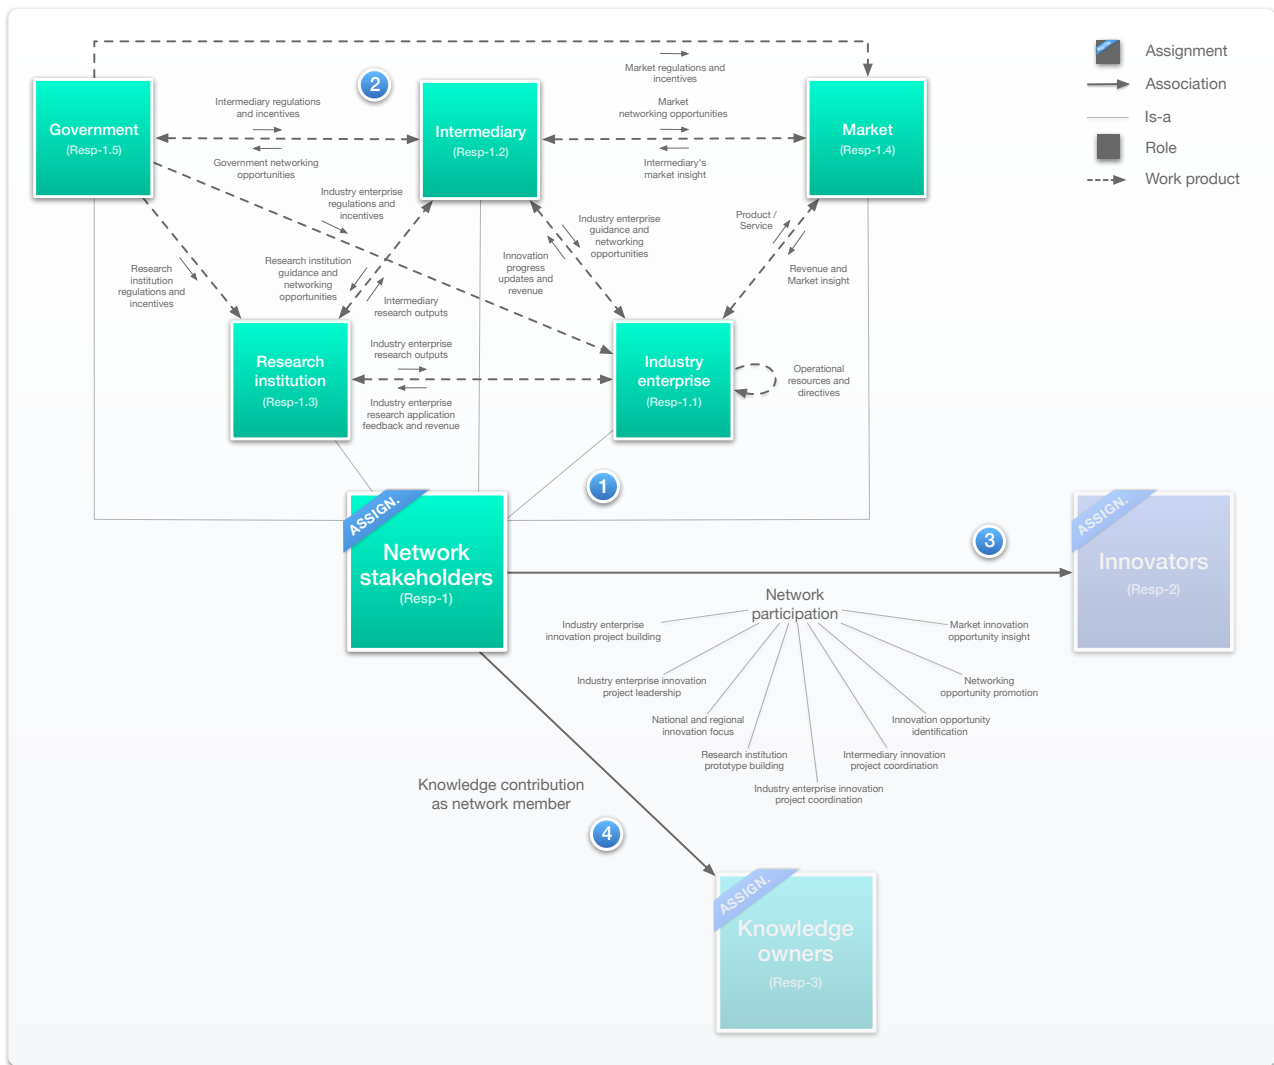 Assignment
Association
Is-a
Role
Work product
Market regulations and
incentives
2
Government
(Resp-1.5)
Intermediary regulations
and incentives
Government networking
opportunities
Intermediary
(Resp-1.2)
Market
networking opportunities
Intermediary's
market insight
Market
(Resp-1.4)
Industry enterprise
regulations and
incentives
Research
institution
regulations and
incentives
Research institution
guidance and
networking
opportunities
Intermediary
research outputs
Innovation
progress
updates and
revenue
Industry enterprise
guidance and
networking
opportunities
Product /
Service
Revenue and
Market insight
Research
institution
(Resp-1.3)
Industry enterprise
research outputs
Industry enterprise
research application
feedback and revenue
Industry
enterprise
(Resp-1.1)
Operational
resources and
directives
1
ASSIGN.
Network
stakeholders
(Resp-1)
3
ASSIGN.
Innovators
(Resp-2)
Network
participation
Industry enterprise
innovation project building
Industry enterprise innovation
project leadership
National and regional
innovation focus
Research institution
prototype building
Industry enterprise innovation
project coordination
Intermediary innovation
project coordination
Innovation opportunity
identification
Networking
opportunity promotion
Market innovation
opportunity insight
Knowledge contribution
as network member
4
ASSIGN.
Knowledge
owners
(Resp-3)